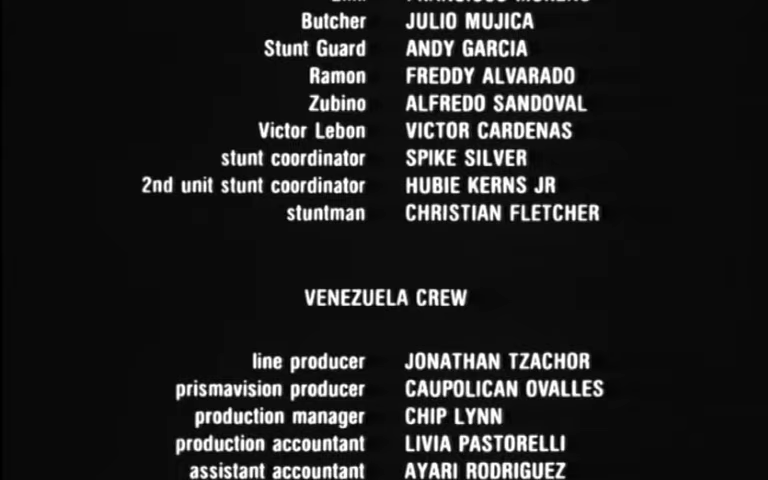 Butcher JULIO MUJICA
Stunt Guard ANDY GARCIA
Ramon FREDDY ALVARADO
Zubino ALFREDO SANDOVAL
Victor Lebon VICTOR CARDENAS
stunt coordinator SPIKE SILVER
2nd unit stunt coordinator HUBIE KERNS JR
stuntman CHRISTIAN FLETCHER
VENEZUELA CREW
line producer JONATHAN TZACHOR
prismavision producer CAUPOLICAN OVALLES
production manager CHIP LYNN
production accountant LIVIA PASTORELLI
assistant accountant AYARI RODRIGUEZ